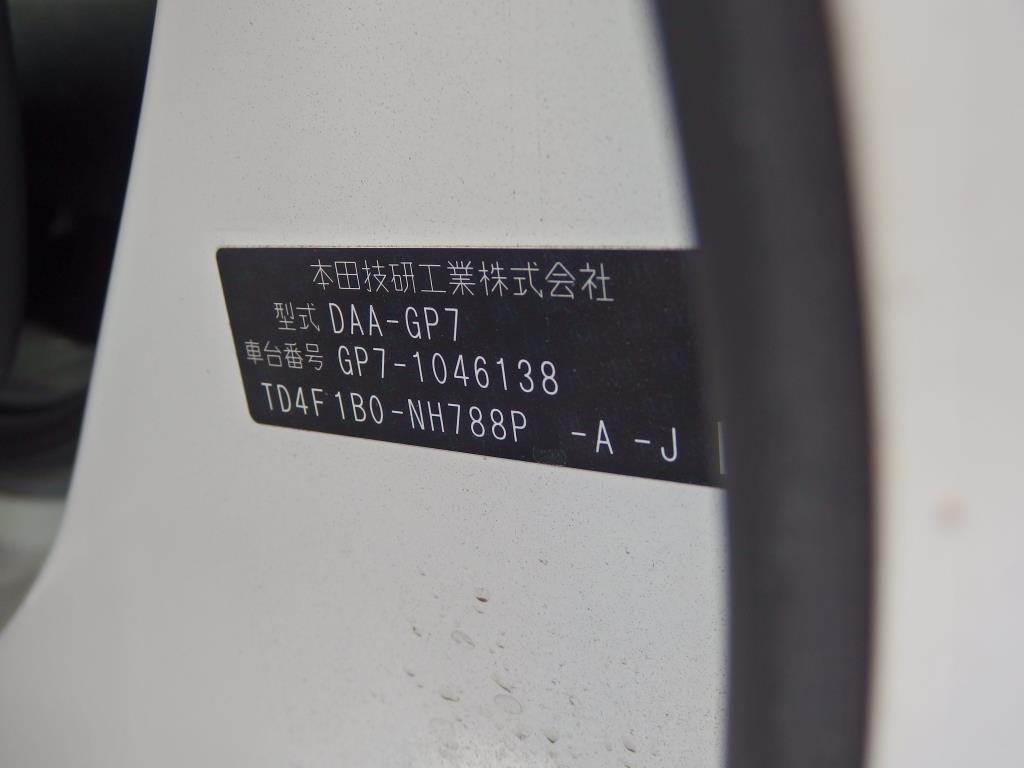 本田技研工業株式会社
型式 DAA-GP7
車台番号 GP7-1046138
TD4F1B0-NH788P -A -J